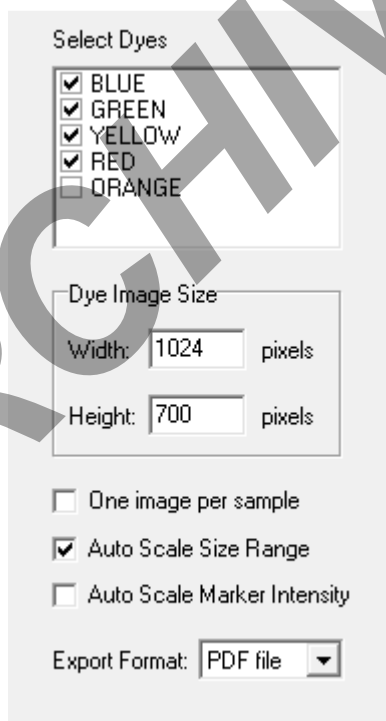 Select Dyes
BLUE
GREEN
YELLOW
RED
ORANGE
Dye Image Size
Width: 1024 pixels
Height: 700 pixels
One image per sample
Auto Scale Size Range
Auto Scale Marker Intensity
Export Format: PDF file